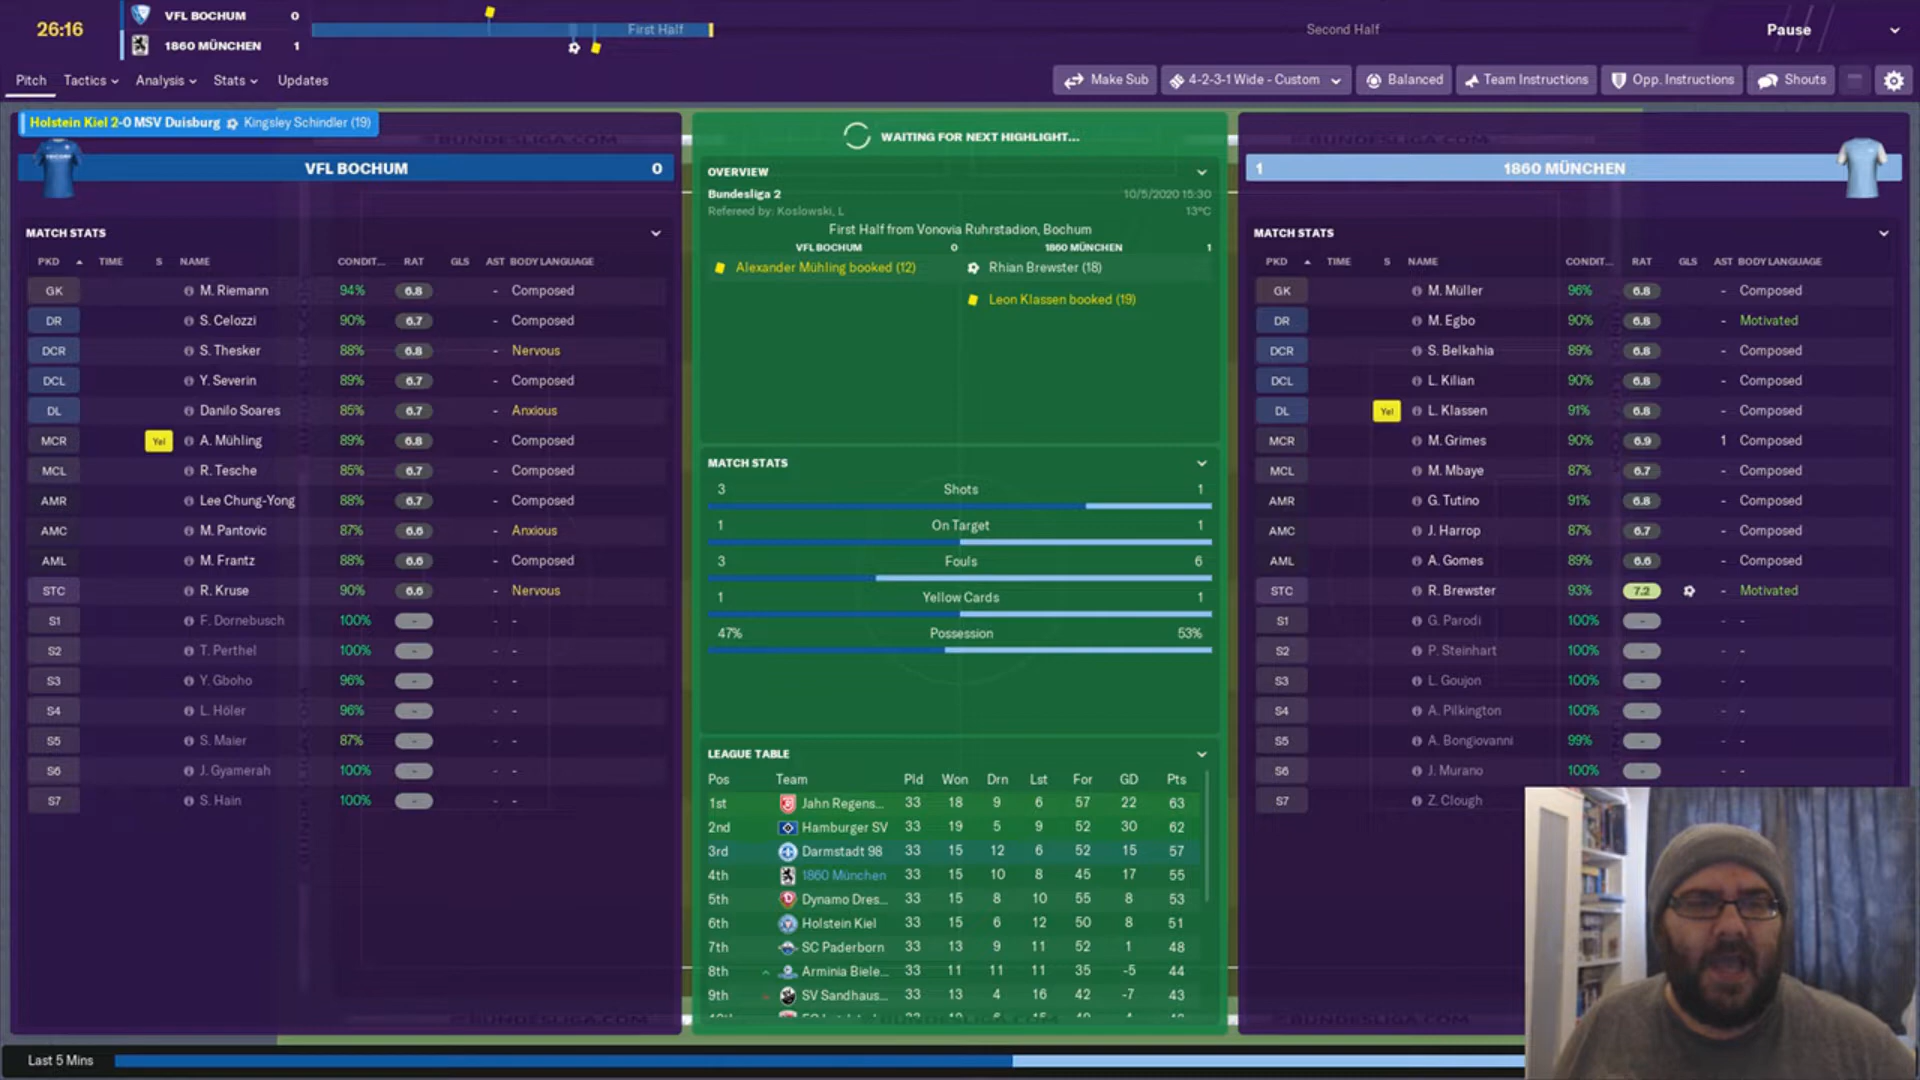 26:16
VFL BOCHUM 0
1860 MÜNCHEN 1
First Half
Second Half
Pause
Pitch Tactics Analysis Stats Updates
Make Sub 4-2-3-1 Wide - Custom Balanced Team Instructions Opp. Instructions Shouts
Holstein Kiel 2-0 MSV Duisburg Kingsley Schindler (19)
VFL BOCHUM 0
MATCH STATS
PKD TIME S NAME CONDIT... RAT GLS AST BODY LANGUAGE
GK M. Riemann 94% 6.8 - Composed
DR S. Celozzi 90% 6.7 - Composed
DCR S. Thesker 88% 6.8 - Nervous
DCL Y. Severin 89% 6.7 - Composed
DL Danilo Soares 85% 6.7 - Anxious
MCR Yel A. Mühling 89% 6.8 - Composed
MCL R. Tesche 85% 6.7 - Composed
AMR Lee Chung-Yong 88% 6.7 - Composed
AMC M. Pantovic 87% 6.6 - Anxious
AML M. Frantz 88% 6.6 - Composed
STC R. Kruse 90% 6.6 - Nervous
S1 F. Dornebusch 100% - - -
S2 T. Perthel 100% - - -
S3 Y. Gboho 96% - - -
S4 L. Höler 96% - - -
S5 S. Maier 87% - - -
S6 J. Gyamerah 100% - - -
S7 S. Hain 100% - - -
WAITING FOR NEXT HIGHLIGHT...
OVERVIEW
Bundesliga 2 10/5/2020 15:30
Refereed by: Koslowski, L 13°C
First Half from Vonovia Ruhrstadion, Bochum
VFL BOCHUM 0 1860 MÜNCHEN 1
Alexander Mühling booked (12) Rhian Brewster (18)
Leon Klassen booked (19)
MATCH STATS
3 Shots 1
1 On Target 1
3 Fouls 6
1 Yellow Cards 1
47% Possession 53%
LEAGUE TABLE
Pos Team Pld Won Drn Lst For GD Pts
1st Jahn Regens... 33 18 9 6 57 22 63
2nd Hamburger SV 33 19 5 9 52 30 62
3rd Darmstadt 98 33 15 12 6 52 15 57
4th 1860 München 33 15 10 8 45 17 55
5th Dynamo Dres... 33 15 8 10 55 8 53
6th Holstein Kiel 33 15 6 12 50 8 51
7th SC Paderborn 33 13 9 11 52 1 48
8th Arminia Biele... 33 11 11 11 35 -5 44
9th SV Sandhaus... 33 13 4 16 42 -7 43
1 1860 MÜNCHEN
MATCH STATS
PKD TIME S NAME CONDIT... RAT GLS AST BODY LANGUAGE
GK M. Müller 96% 6.8 - Composed
DR M. Egbo 90% 6.8 - Motivated
DCR S. Belkahia 89% 6.8 - Composed
DCL L. Kilian 90% 6.8 - Composed
DL Yel L. Klassen 91% 6.8 - Composed
MCR M. Grimes 90% 6.9 1 Composed
MCL M. Mbaye 87% 6.7 - Composed
AMR G. Tutino 91% 6.8 - Composed
AMC J. Harrop 87% 6.7 - Composed
AML A. Gomes 89% 6.6 - Composed
STC R. Brewster 93% 7.2 - Motivated
S1 G. Parodi 100% - - -
S2 P. Steinhart 100% - - -
S3 L. Goujon 100% - - -
S4 A. Pilkington 100% - - -
S5 A. Bongiovanni 99% - - -
S6 J. Murano 100% - - -
S7 Z. Clough
BUNDESLIGA.COM
Last 5 Mins